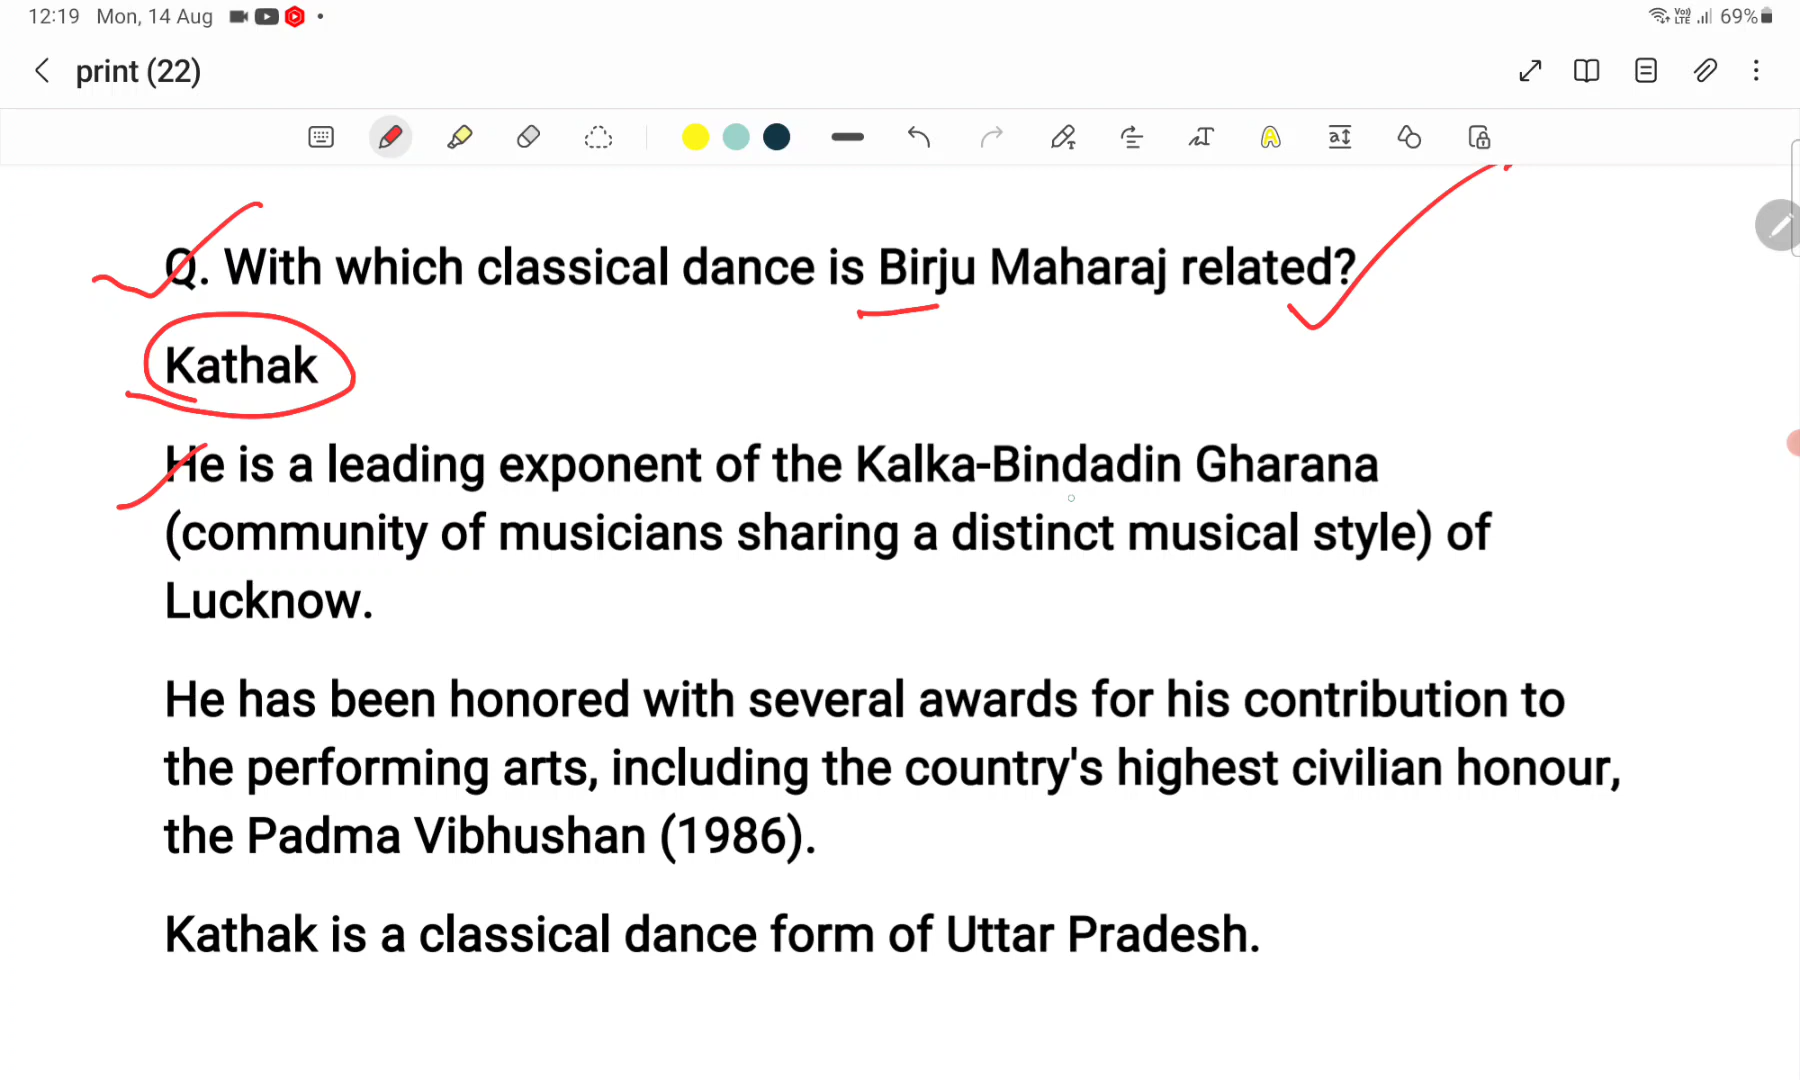 12:19 Mon, 14 Aug Vo)) LTE 69%
print (22)
Q. With which classical dance is Birju Maharaj related?
Kathak
He is a leading exponent of the Kalka-Bindadin Gharana
(community of musicians sharing a distinct musical style) of
Lucknow.
He has been honored with several awards for his contribution to
the performing arts, including the country's highest civilian honour,
the Padma Vibhushan (1986).
Kathak is a classical dance form of Uttar Pradesh.